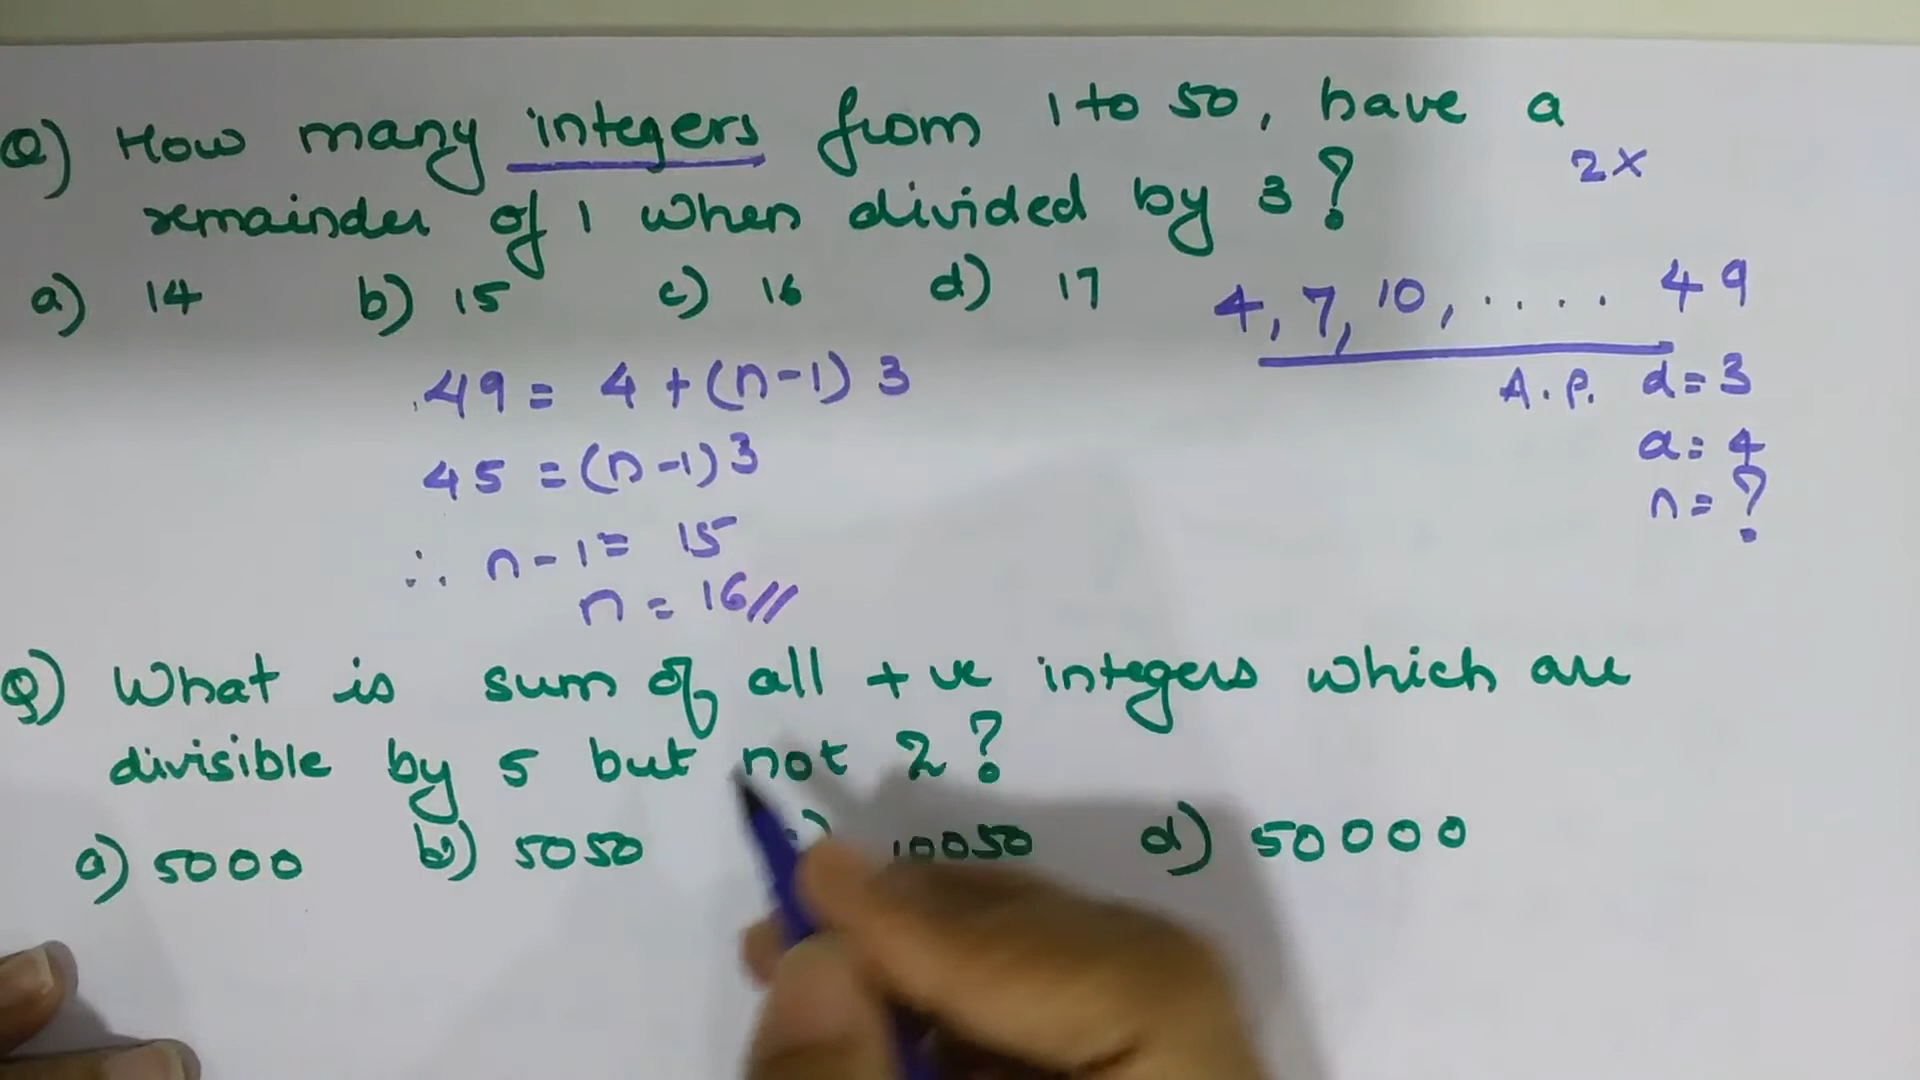 Q) How many integers from 1 to 50, have a
2x
remainder of 1 when divided by 3?
a) 14 b) 15 c) 16 d) 17
4, 7, 10, .... 49
A.P. d=3
a=4
n=?
49 = 4 + (n-1) 3
45 = (n-1) 3
∴ n-1 = 15
n = 16//
Q) What is sum of all +ve integers which are
divisible by 5 but not 2?
a) 5000 b) 5050 10050 d) 50000